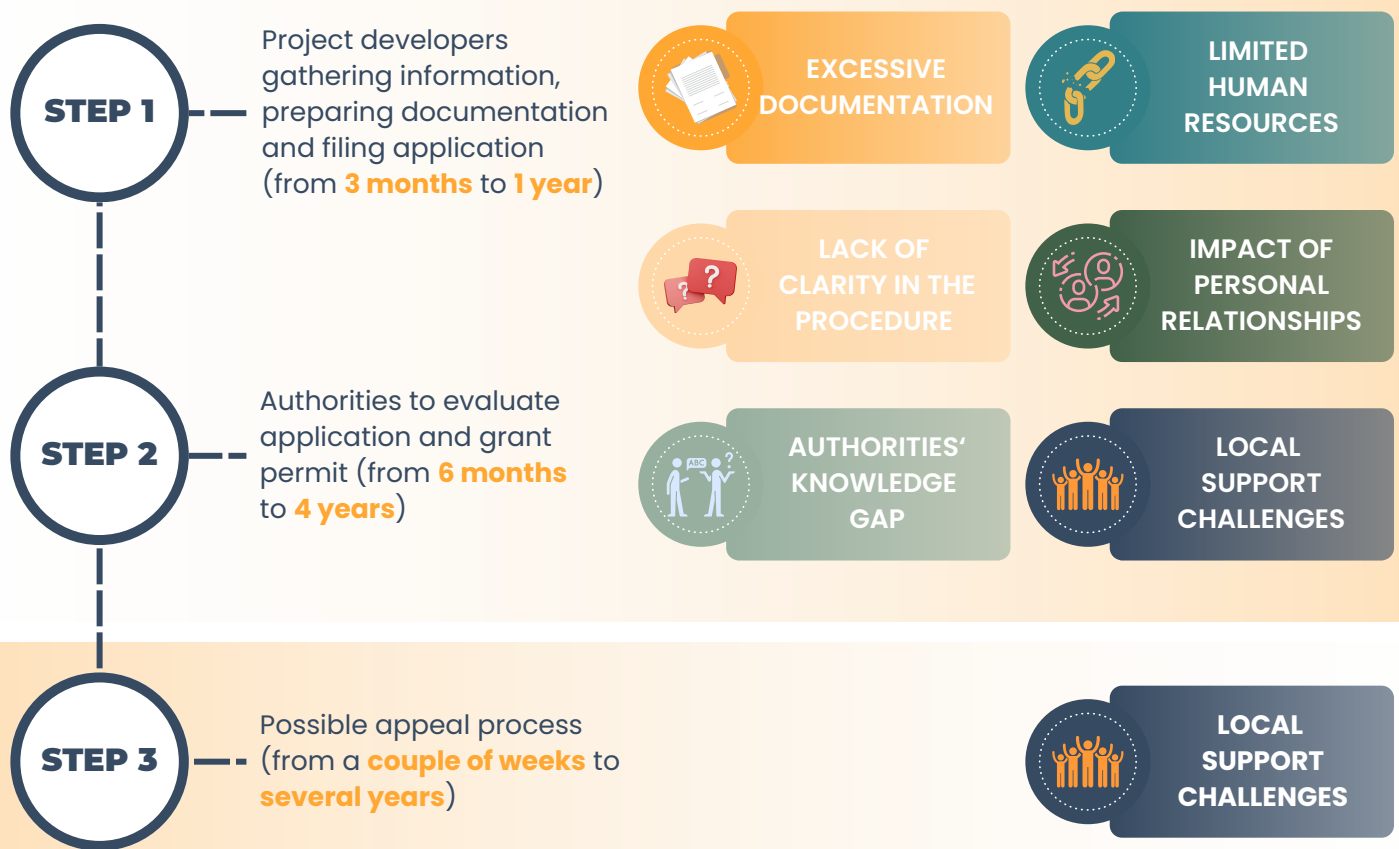 STEP 1
Project developers
gathering information,
preparing documentation
and filing application
(from 3 months to 1 year)
EXCESSIVE
DOCUMENTATION
LIMITED
HUMAN
RESOURCES
LACK OF
CLARITY IN THE
PROCEDURE
?
?
IMPACT OF
PERSONAL
RELATIONSHIPS
STEP 2
Authorities to evaluate
application and grant
permit (from 6 months
to 4 years)
ABC
?
AUTHORITIES‘
KNOWLEDGE
GAP
LOCAL
SUPPORT
CHALLENGES
STEP 3
Possible appeal process
(from a couple of weeks to
several years)
LOCAL
SUPPORT
CHALLENGES